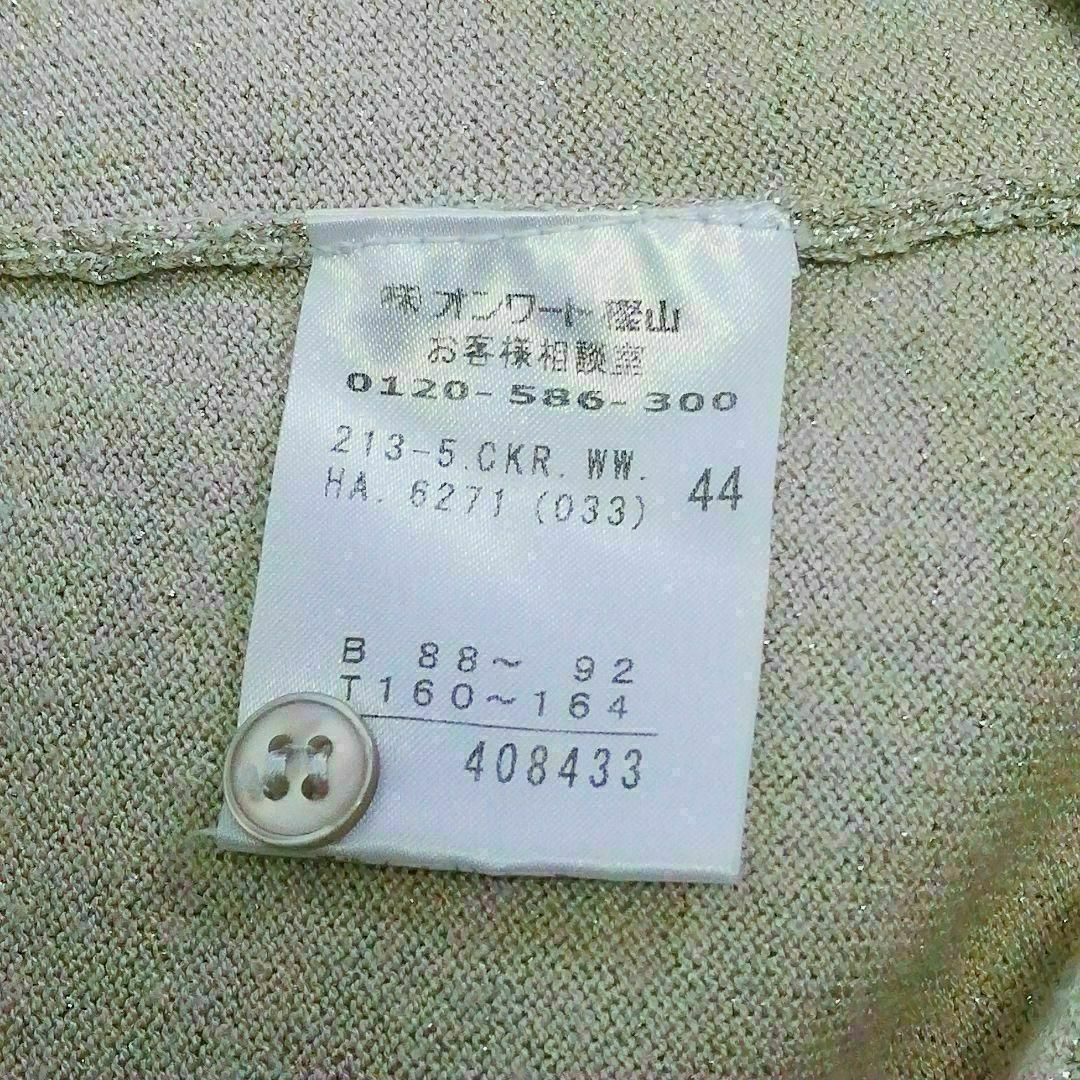 ㈱オンワード樫山
お客様相談室
0120-586-300
213-5.CKR.WW.
HA. 6271 (033) 44
B 88～ 92
T160～164
408433